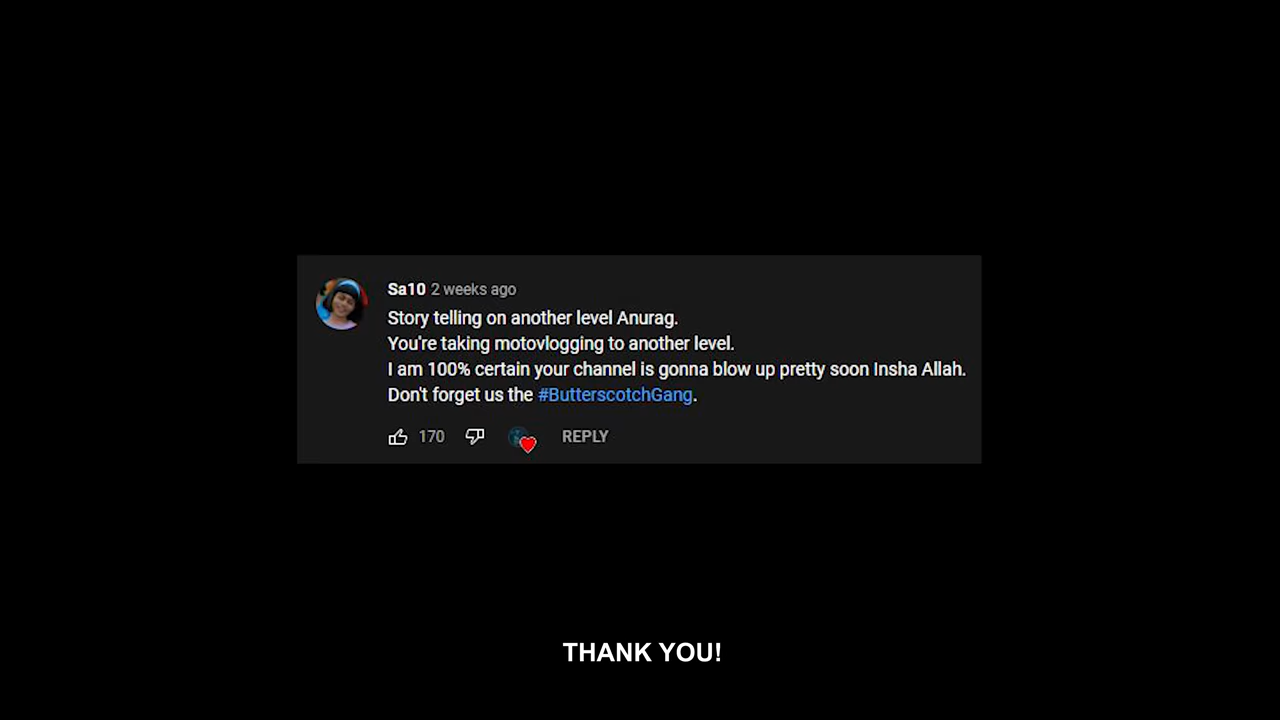 Sa10 2 weeks ago
Story telling on another level Anurag.
You're taking motovlogging to another level.
I am 100% certain your channel is gonna blow up pretty soon Insha Allah.
Don't forget us the #ButterscotchGang.
170 REPLY
THANK YOU!